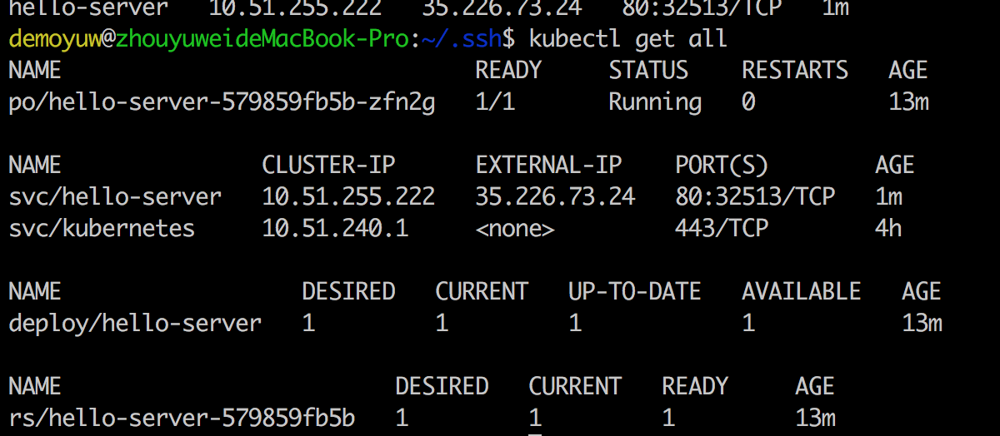 hello-server   10.51.255.222   35.226.73.24   80:32513/TCP   1m
demoyuw@zhouyuweideMacBook-Pro:~/.ssh$ kubectl get all
NAME                               READY     STATUS    RESTARTS   AGE
po/hello-server-579859fb5b-zfn2g   1/1       Running   0          13m
NAME               CLUSTER-IP      EXTERNAL-IP    PORT(S)        AGE
svc/hello-server   10.51.255.222   35.226.73.24   80:32513/TCP   1m
svc/kubernetes     10.51.240.1     <none>         443/TCP        4h
NAME                  DESIRED   CURRENT   UP-TO-DATE   AVAILABLE   AGE
deploy/hello-server   1         1         1            1           13m
NAME                         DESIRED   CURRENT   READY     AGE
rs/hello-server-579859fb5b   1         1         1         13m